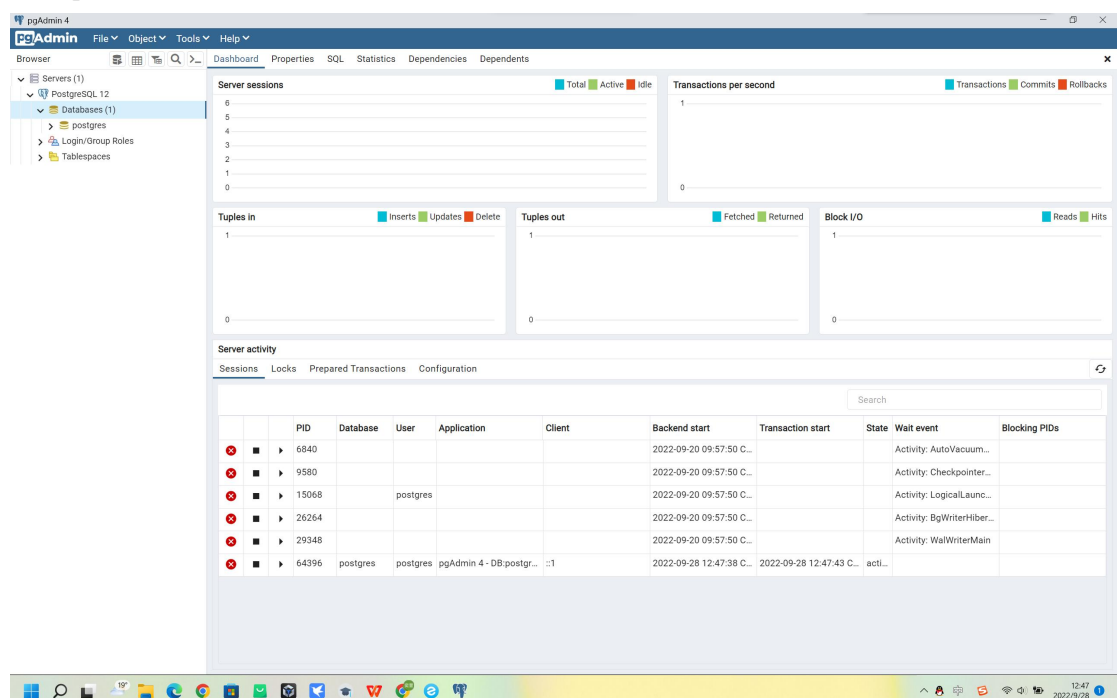 pgAdmin 4
pgAdmin File Object Tools Help
Browser Dashboard Properties SQL Statistics Dependencies Dependents
Servers (1)
PostgreSQL 12
Databases (1)
postgres
Login/Group Roles
Tablespaces
Server sessions Total Active Idle
6
5
4
3
2
1
0
Transactions per second Transactions Commits Rollbacks
1
0
Tuples in Inserts Updates Delete
1
0
Tuples out Fetched Returned
1
0
Block I/O Reads Hits
1
0
Server activity
Sessions Locks Prepared Transactions Configuration
Search
PID Database User Application Client Backend start Transaction start State Wait event Blocking PIDs
6840 2022-09-20 09:57:50 C... Activity: AutoVacuum...
9580 2022-09-20 09:57:50 C... Activity: Checkpointer...
15068 postgres 2022-09-20 09:57:50 C... Activity: LogicalLaunc...
26264 2022-09-20 09:57:50 C... Activity: BgWriterHiber...
29348 2022-09-20 09:57:50 C... Activity: WalWriterMain
64396 postgres postgres pgAdmin 4 - DB:postgr... ::1 2022-09-28 12:47:38 C... 2022-09-28 12:47:43 C... acti...
19°
中
12:47
2022/9/28